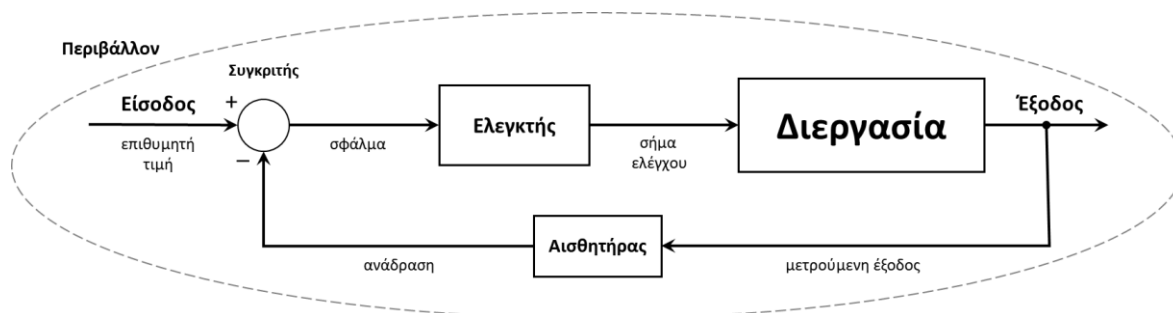 Περιβάλλον
Συγκριτής
Είσοδος
+
επιθυμητή
τιμή
−
σφάλμα
Ελεγκτής
σήμα
ελέγχου
Διεργασία
Έξοδος
Αισθητήρας
ανάδραση
μετρούμενη έξοδος